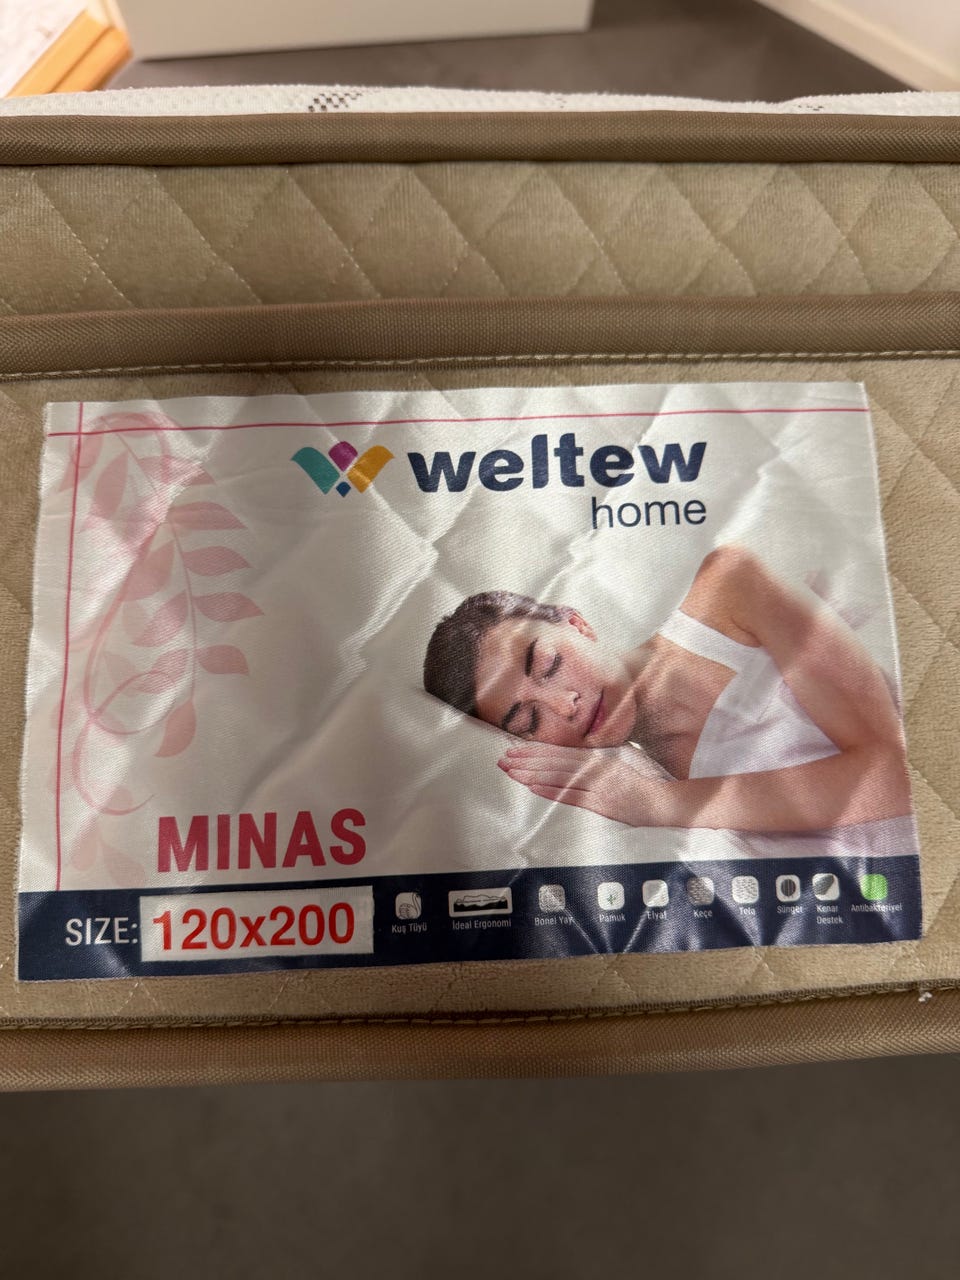 weltew
home
MINAS
SIZE: 120x200
Kuş Tüyü
İdeal Ergonomi
Bonel Yay
Pamuk
Elyaf
Keçe
Tela
Sünger
Kenar
Destek
Antibakteriyel